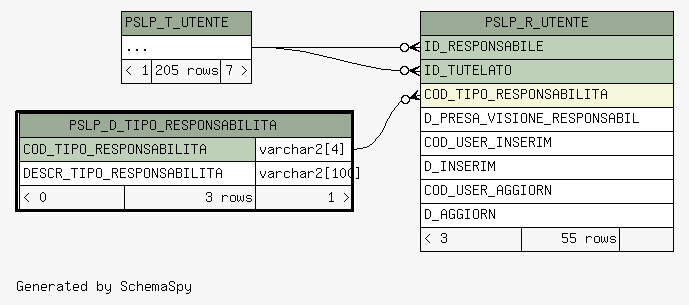 PSLP_T_UTENTE
...
< 1 205 rows 7 >
PSLP_R_UTENTE
ID_RESPONSABILE
ID_TUTELATO
COD_TIPO_RESPONSABILITA
D_PRESA_VISIONE_RESPONSABIL
COD_USER_INSERIM
D_INSERIM
COD_USER_AGGIORN
D_AGGIORN
< 3 55 rows
PSLP_D_TIPO_RESPONSABILITA
COD_TIPO_RESPONSABILITA varchar2[4]
DESCR_TIPO_RESPONSABILITA varchar2[100]
< 0 3 rows 1 >
Generated by SchemaSpy